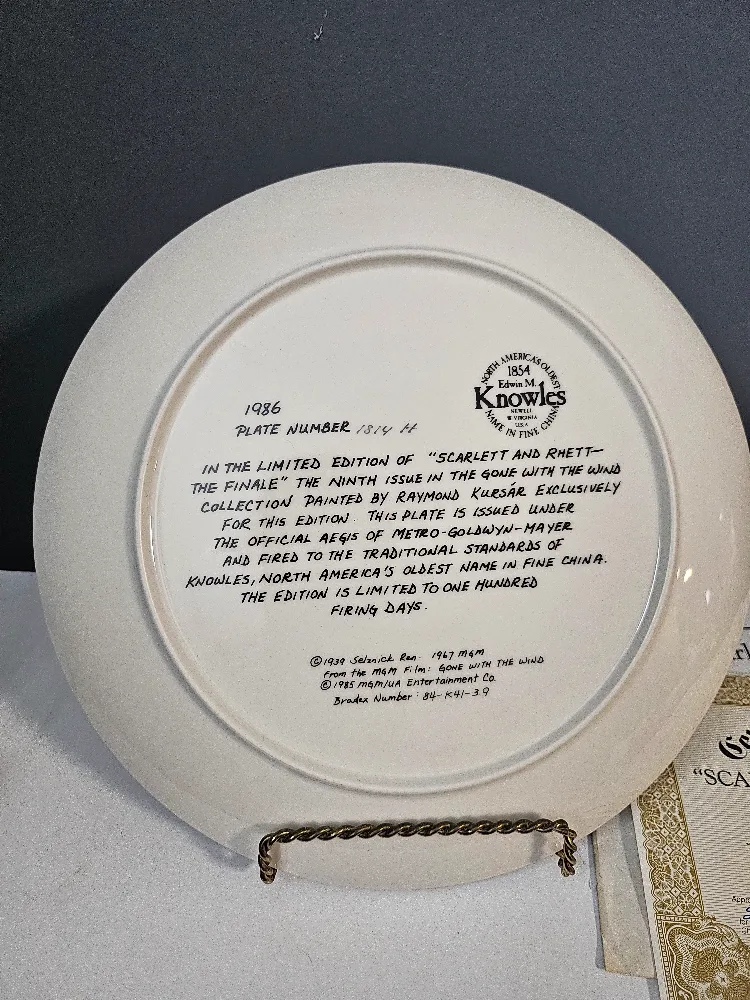 NORTH AMERICA'S OLDEST
1854
Edwin M.
Knowles
NEWELL
W. VIRGINIA
U.S.A.
NAME IN FINE CHINA
1986
PLATE NUMBER 1814 H
IN THE LIMITED EDITION OF "SCARLETT AND RHETT—
THE FINALE" THE NINTH ISSUE IN THE GONE WITH THE WIND
COLLECTION PAINTED BY RAYMOND KURSÁR EXCLUSIVELY
FOR THIS EDITION. THIS PLATE IS ISSUED UNDER
THE OFFICIAL AEGIS OF METRO-GOLDWYN-MAYER
AND FIRED TO THE TRADITIONAL STANDARDS OF
KNOWLES, NORTH AMERICA'S OLDEST NAME IN FINE CHINA.
THE EDITION IS LIMITED TO ONE HUNDRED
FIRING DAYS.
© 1939 Selznick Ren. 1967 MGM
From the MGM Film: GONE WITH THE WIND
© 1985 MGM/UA Entertainment Co.
Bradex Number: 84-K41-3.9
"SCA